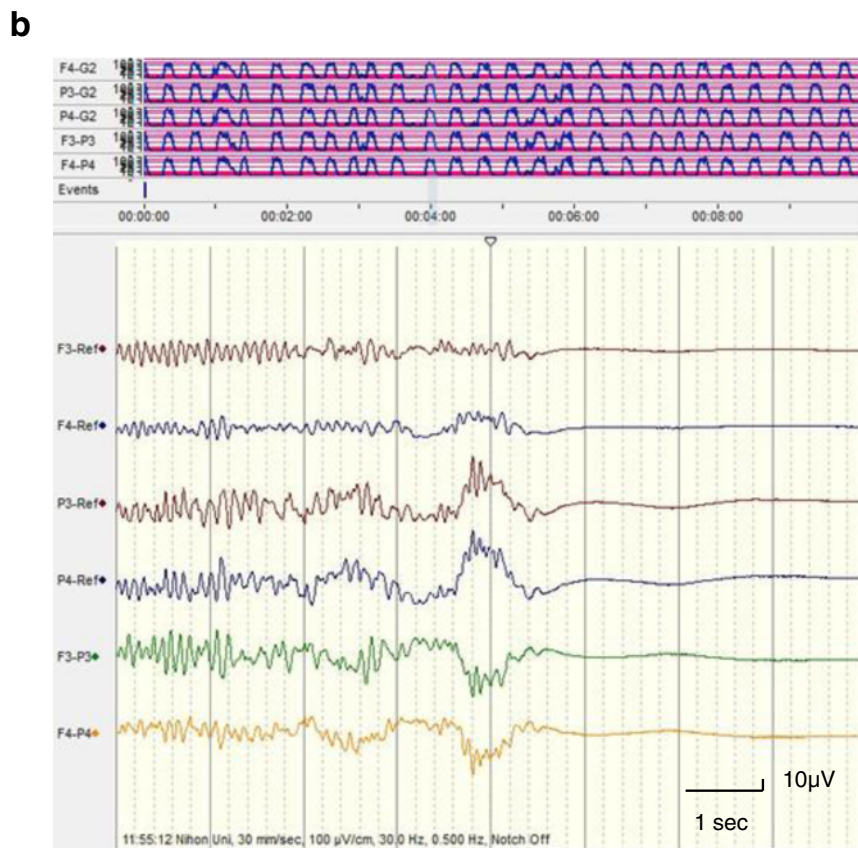 b
F4-G2
P3-G2
P4-G2
F3-P3
F4-P4
Events
00:00:00 00:02:00 00:04:00 00:06:00 00:08:00
F3-Ref
F4-Ref
P3-Ref
P4-Ref
F3-P3
F4-P4
10µV
1 sec
11:55:12 Nihon Uni, 30 mm/sec, 100 µV/cm, 30.0 Hz, 0.500 Hz, Notch Off